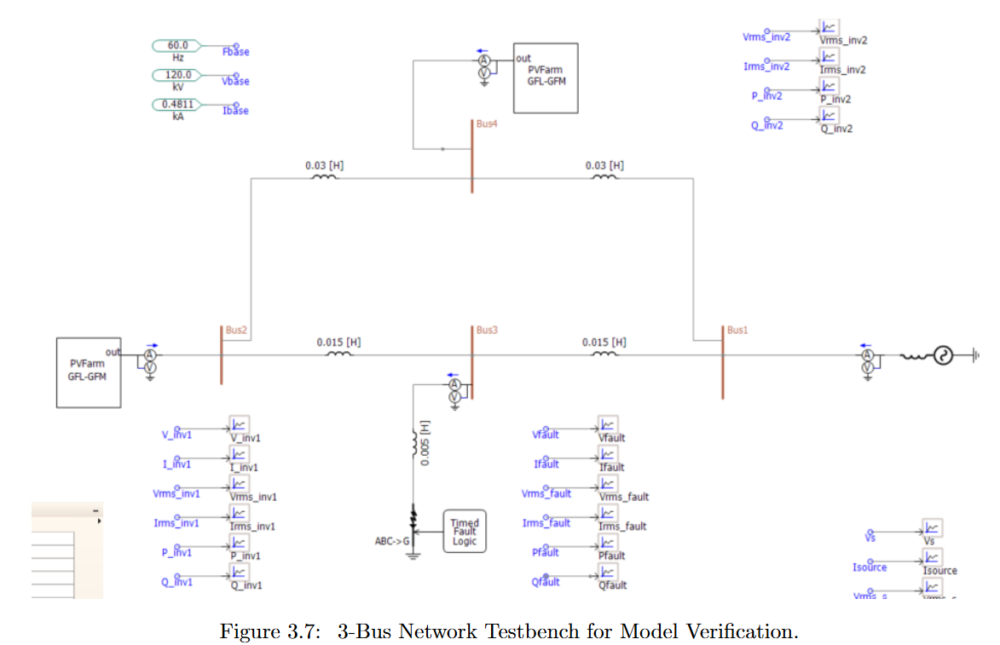 60.0
Hz
Fbase
120.0
kV
Vbase
0.4811
kA
Ibase
out
PVFarm
GFL-GFM
Vrms_inv2
Vrms_inv2
Irms_inv2
Irms_inv2
P_inv2
P_inv2
Q_inv2
Q_inv2
A
V
Bus4
0.03 [H]
0.03 [H]
Bus2
Bus3
Bus1
0.015 [H]
0.015 [H]
out
PVFarm
GFL-GFM
A
V
A
V
A
V
0.005 [H]
ABC->G
Timed
Fault
Logic
V_inv1
V_inv1
I_inv1
I_inv1
Vrms_inv1
Vrms_inv1
Irms_inv1
Irms_inv1
P_inv1
P_inv1
Q_inv1
Q_inv1
Vfault
Vfault
Ifault
Ifault
Vrms_fault
Vrms_fault
Irms_fault
Irms_fault
Pfault
Pfault
Qfault
Qfault
Vs
Vs
Isource
Isource
Vrms_s
Figure 3.7: 3-Bus Network Testbench for Model Verification.